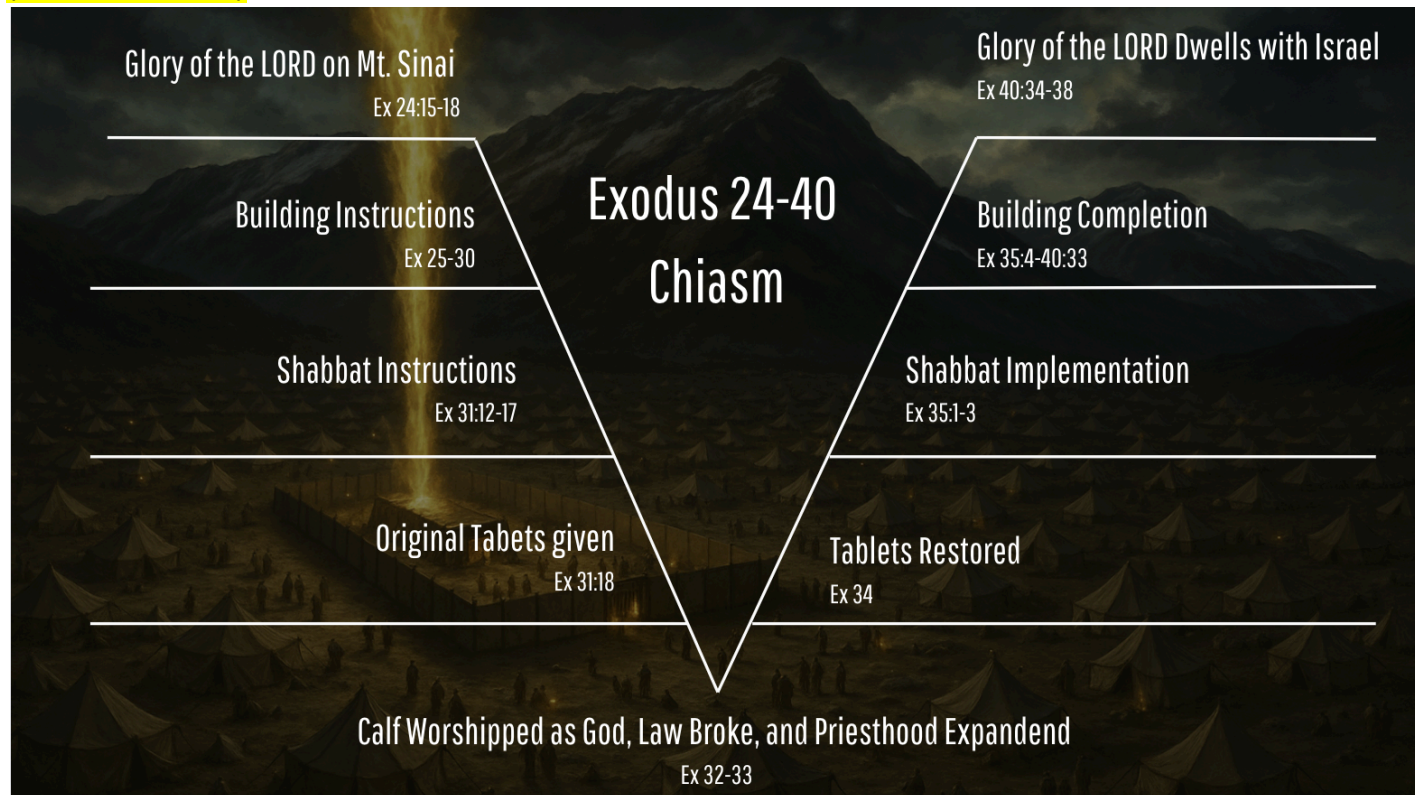 Glory of the LORD on Mt. Sinai
Ex 24:15-18
Glory of the LORD Dwells with Israel
Ex 40:34-38
Exodus 24-40
Chiasm
Building Instructions
Ex 25-30
Building Completion
Ex 35:4-40:33
Shabbat Instructions
Ex 31:12-17
Shabbat Implementation
Ex 35:1-3
Original Tabets given
Ex 31:18
Tablets Restored
Ex 34
Calf Worshipped as God, Law Broke, and Priesthood Expandend
Ex 32-33